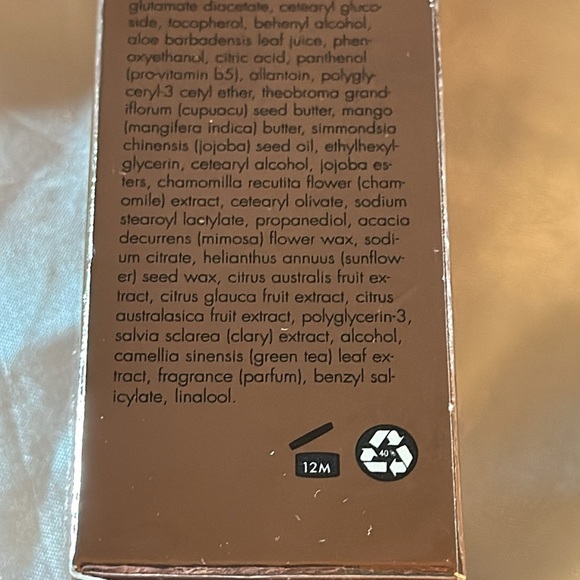 glutamate diacetate, cetearyl gluco-
side, tocopherol, behenyl alcohol,
aloe barbadensis leaf juice, phen-
oxyethanol, citric acid, panthenol
(pro-vitamin b5), allantoin, polygly-
ceryl-3 cetyl ether, theobroma grand-
iflorum (cupuacu) seed butter, mango
(mangifera indica) butter, simmondsia
chinensis (jojoba) seed oil, ethylhexyl-
glycerin, cetearyl alcohol, jojoba es-
ters, chamomilla recutita flower (cham-
omile) extract, cetearyl olivate, sodium
stearoyl lactylate, propanediol, acacia
decurrens (mimosa) flower wax, sodi-
um citrate, helianthus annuus (sunflow-
er) seed wax, citrus australis fruit ex-
tract, citrus glauca fruit extract, citrus
australasica fruit extract, polyglycerin-3,
salvia sclarea (clary) extract, alcohol,
camellia sinensis (green tea) leaf ex-
tract, fragrance (parfum), benzyl sal-
icylate, linalool.
12M
40%